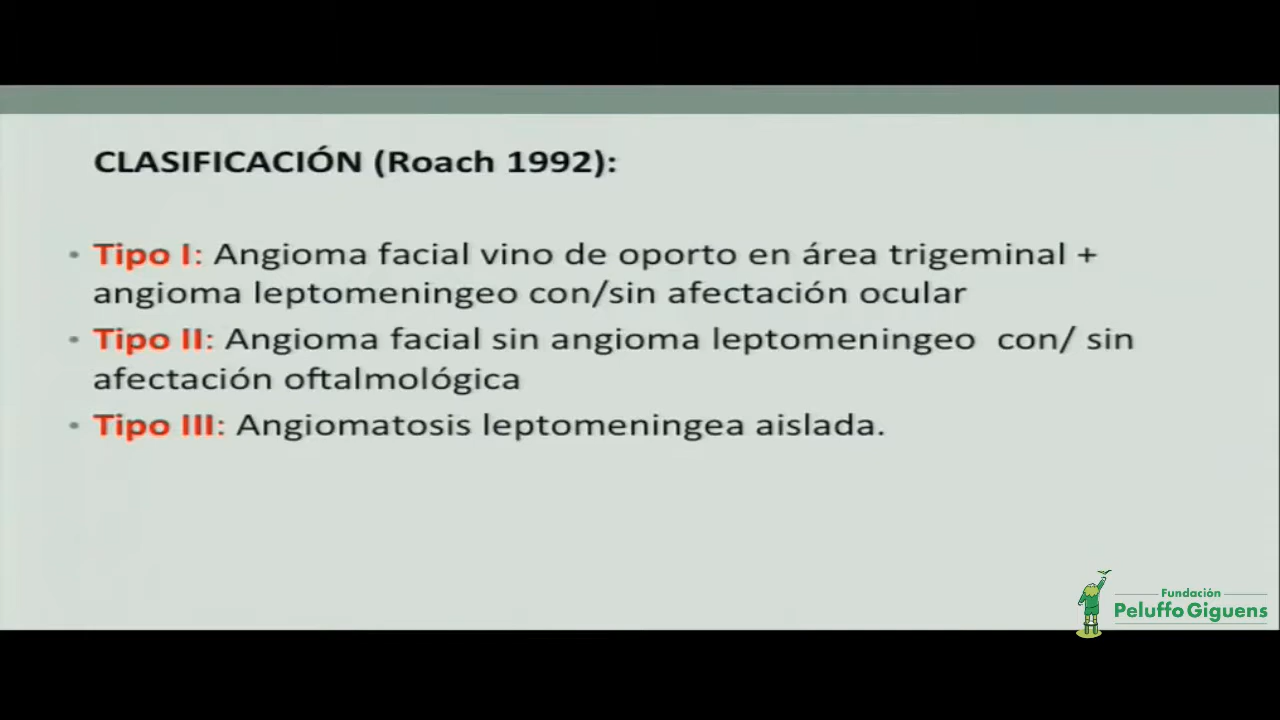 CLASIFICACIÓN (Roach 1992):
• Tipo I: Angioma facial vino de oporto en área trigeminal +
angioma leptomeningeo con/sin afectación ocular
• Tipo II: Angioma facial sin angioma leptomeningeo con/ sin
afectación oftalmológica
• Tipo III: Angiomatosis leptomeningea aislada.
Fundación
Peluffo Giguens